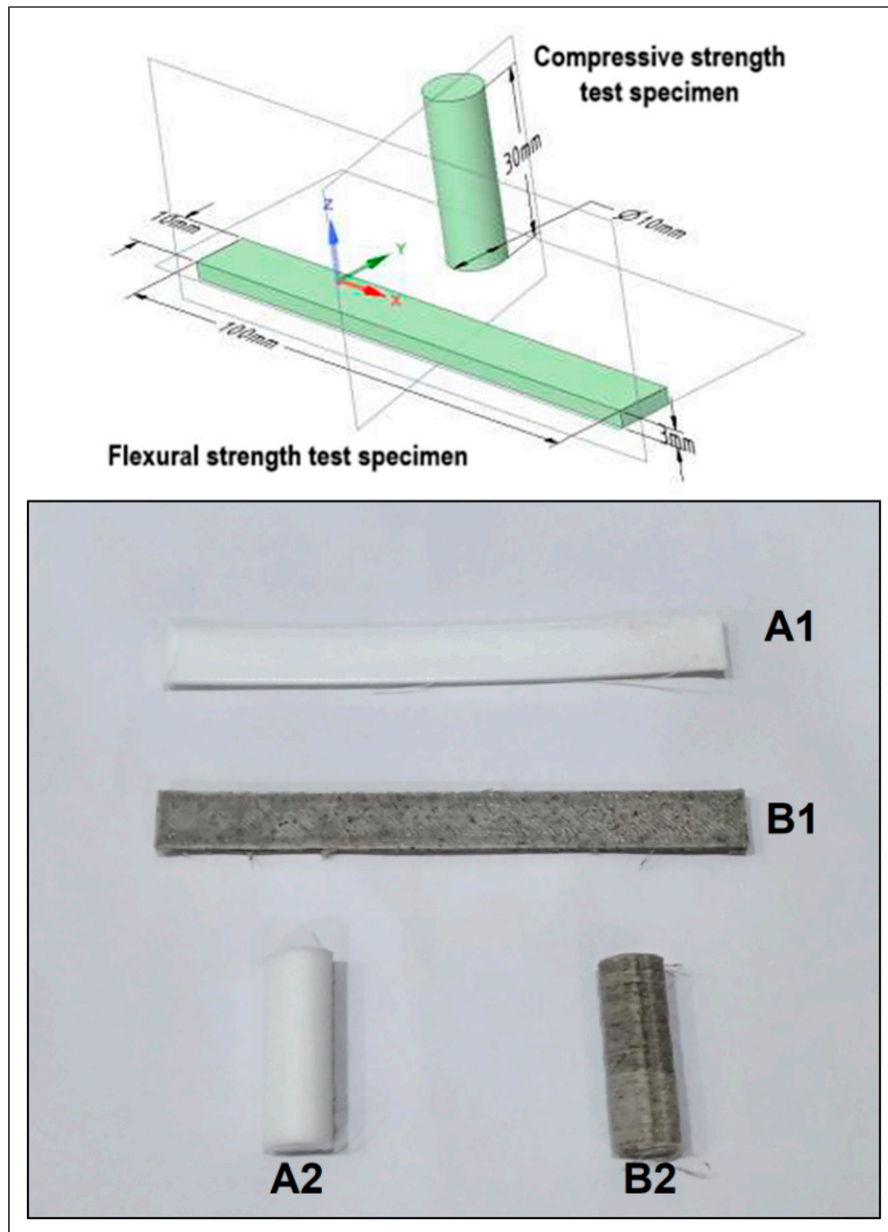 Compressive strength
test specimen
30mm
Ø10mm
10mm
Z
Y
X
100mm
3mm
Flexural strength test specimen
A1
B1
A2
B2